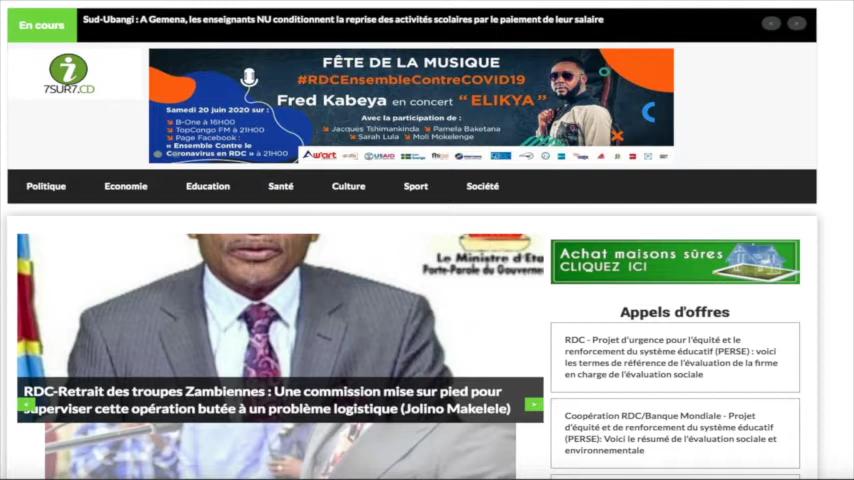 En cours
Sud-Ubangi : A Gemena, les enseignants NU conditionnent la reprise des activités scolaires par le paiement de leur salaire
7SUR7.CD
FÊTE DE LA MUSIQUE
#RDCEnsembleContreCOVID19
Fred Kabeya en concert " ELIKYA "
Samedi 20 juin 2020 sur :
B-One à 16H00
TopCongo FM à 21H00
Page Facebook :
« Ensemble Contre le
Coronavirus en RDC » à 21H00
Avec la participation de :
Jacques Tshimankinda Pamela Baketana
Sarah Lula Moli Mokelenge
USAID
Politique Economie Education Santé Culture Sport Société
Le Ministre d'Eta
Porte-Parole du Gouverne
RDC-Retrait des troupes Zambiennes : Une commission mise sur pied pour
superviser cette opération butée à un problème logistique (Jolino Makelele)
Achat maisons sûres
CLIQUEZ ICI
Appels d'offres
RDC - Projet d'urgence pour l'équité et le
renforcement du système éducatif (PERSE) : voici
les termes de référence de l'évaluation de la firme
en charge de l'évaluation sociale
Coopération RDC/Banque Mondiale - Projet
d'équité et de renforcement du système éducatif
(PERSE): Voici le résumé de l'évaluation sociale et
environnementale